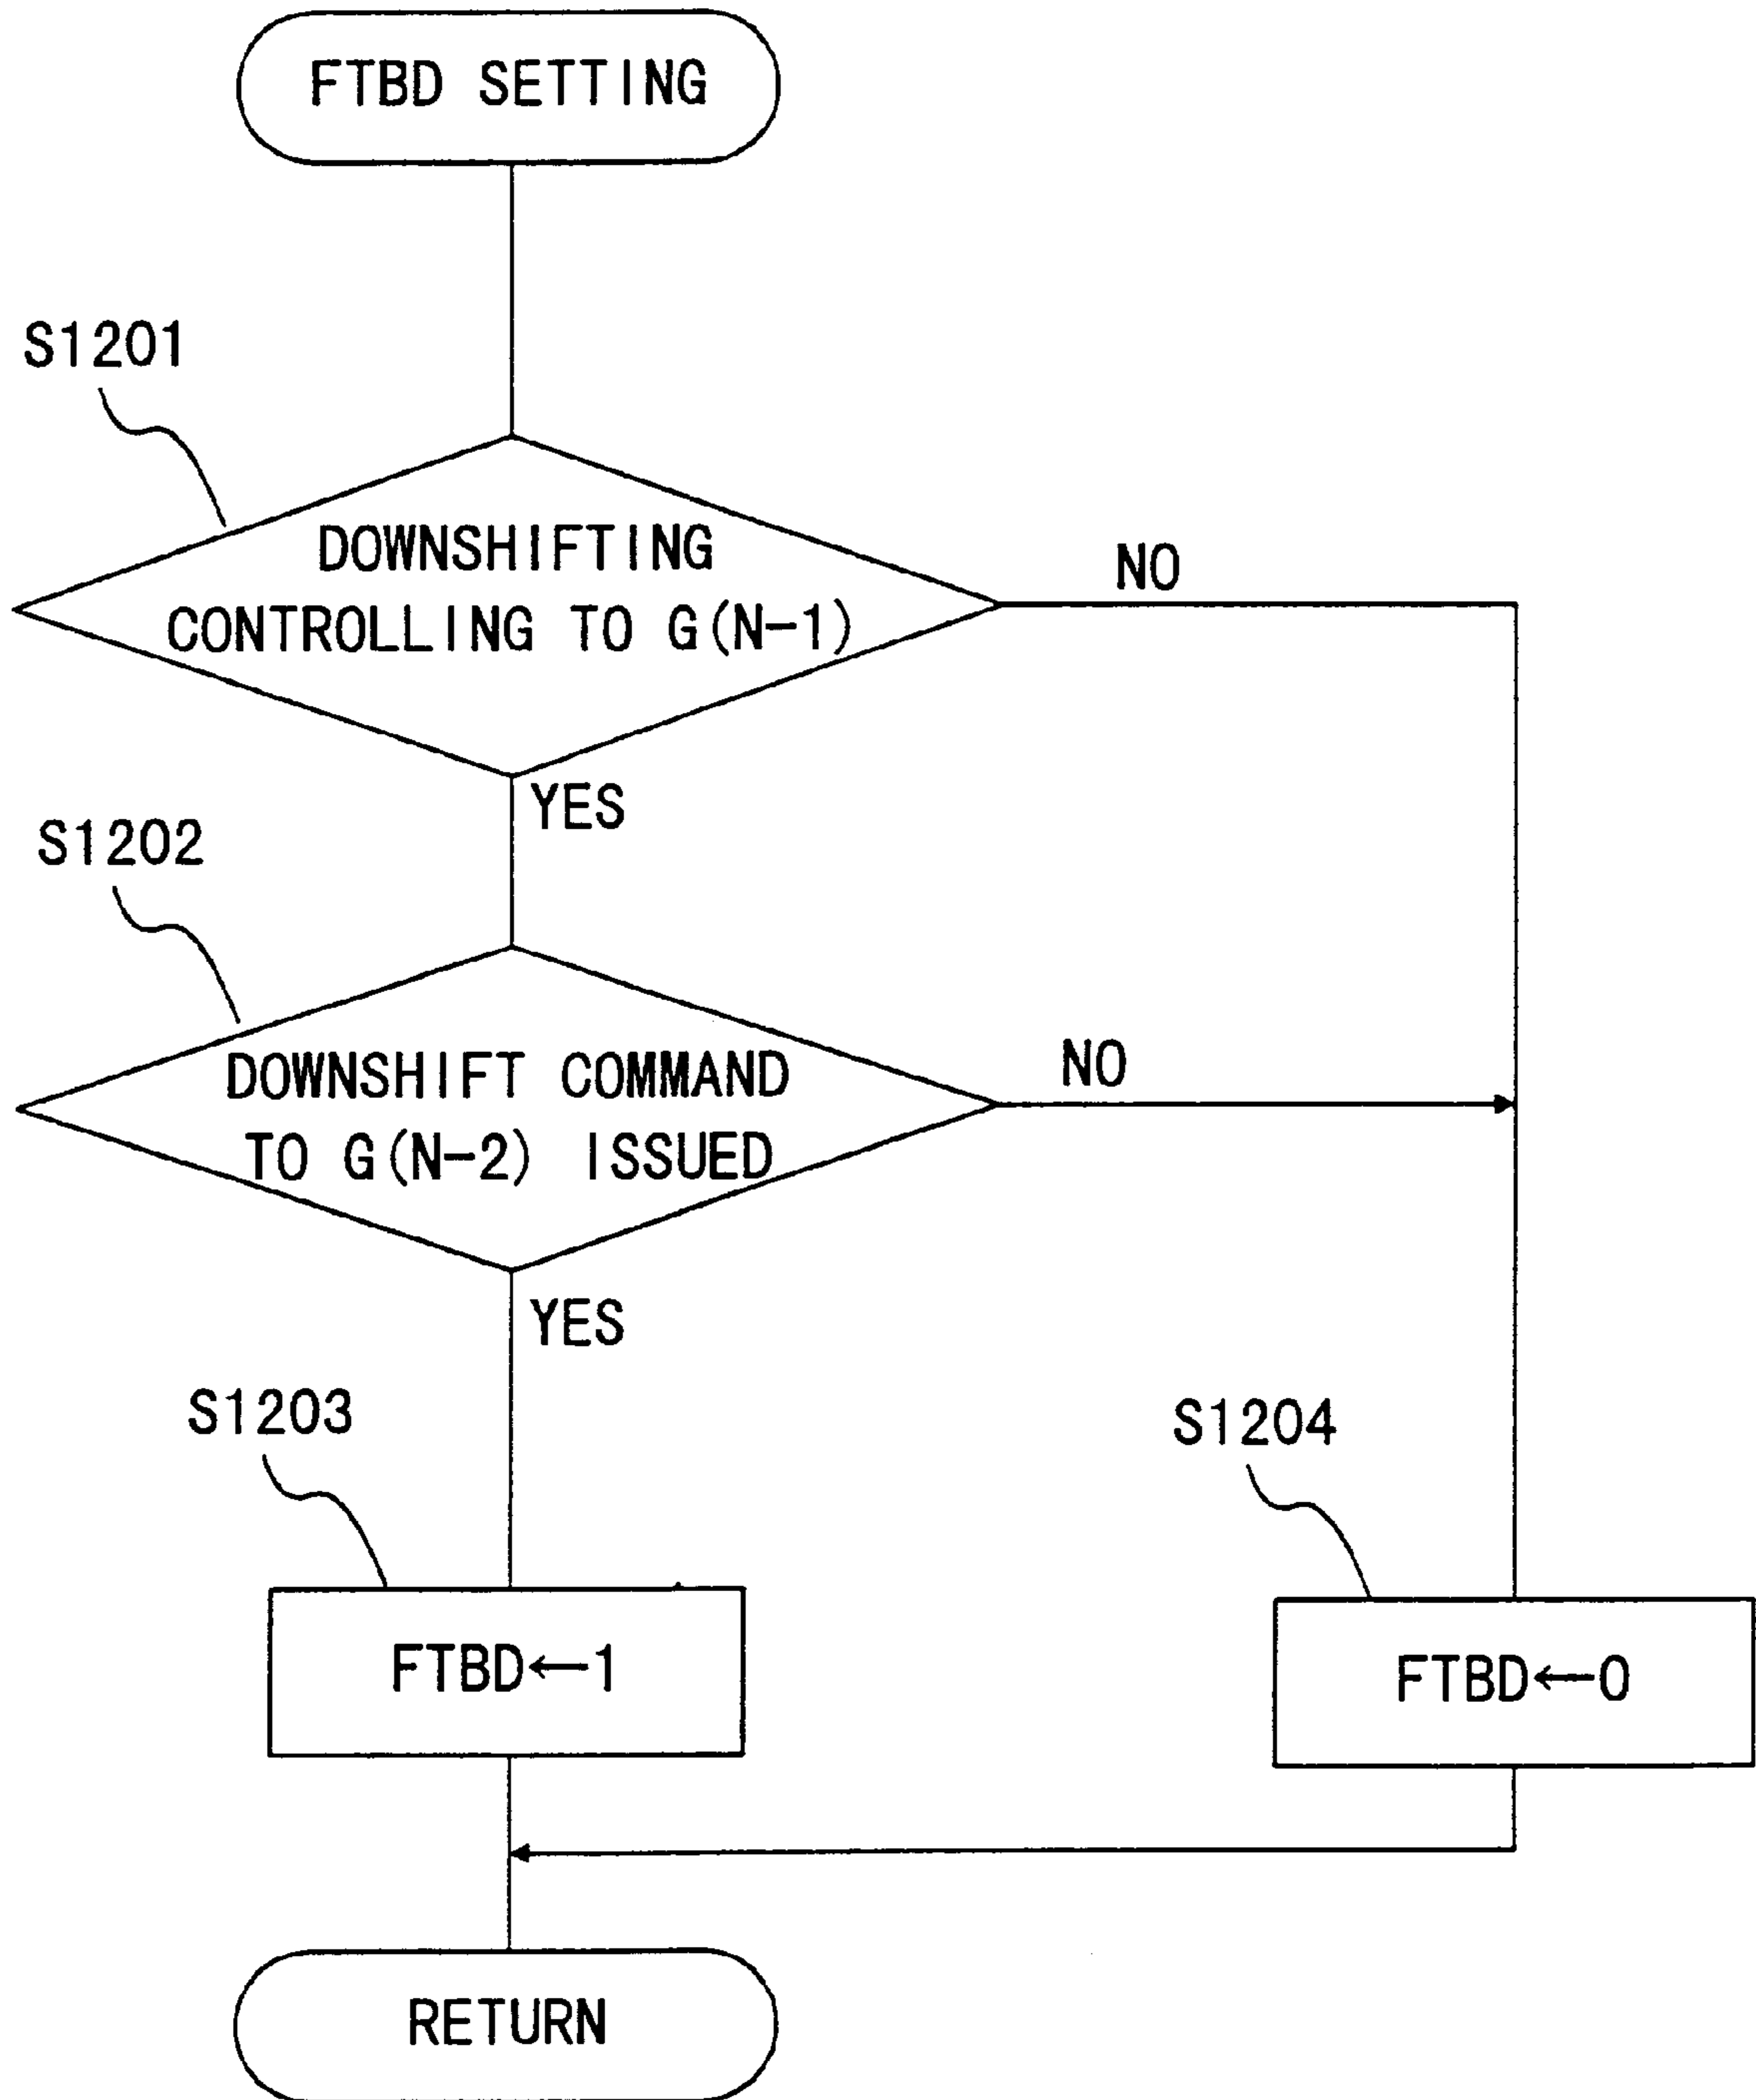 FTBD SETTING
S1201
DOWNSHIFTING
CONTROLLING TO G(N-1)
NO
YES
S1202
DOWNSHIFT COMMAND
TO G(N-2) ISSUED
NO
YES
S1203
FTBD←1
S1204
FTBD←0
RETURN